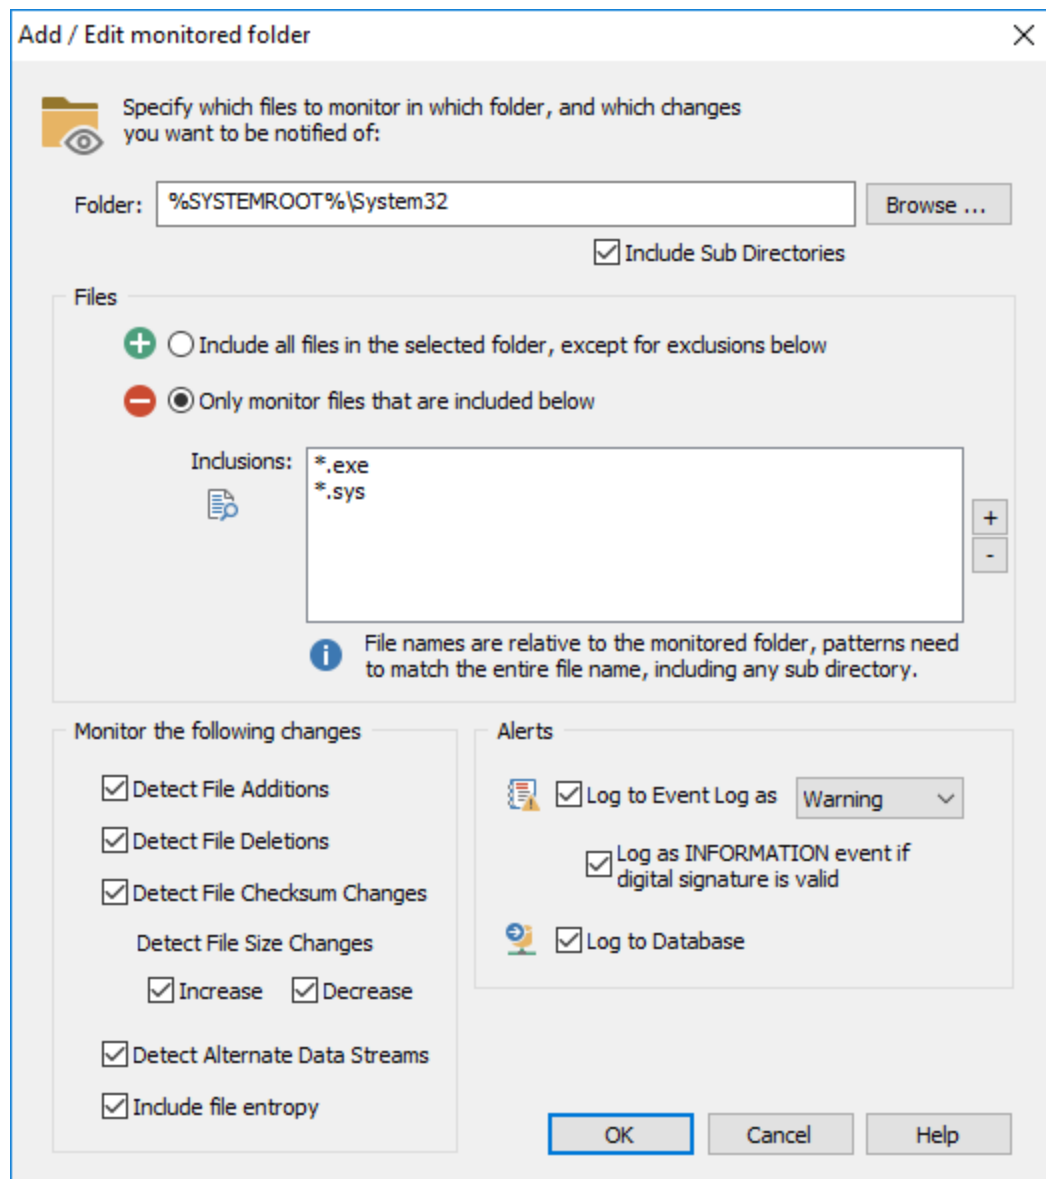 Add / Edit monitored folder
Specify which files to monitor in which folder, and which changes
you want to be notified of:
Folder: %SYSTEMROOT%\System32 Browse ...
Include Sub Directories
Files
Include all files in the selected folder, except for exclusions below
Only monitor files that are included below
Inclusions: *.exe
*.sys
+
-
File names are relative to the monitored folder, patterns need
to match the entire file name, including any sub directory.
Monitor the following changes
Detect File Additions
Detect File Deletions
Detect File Checksum Changes
Detect File Size Changes
Increase Decrease
Detect Alternate Data Streams
Include file entropy
Alerts
Log to Event Log as Warning
Log as INFORMATION event if
digital signature is valid
Log to Database
OK Cancel Help